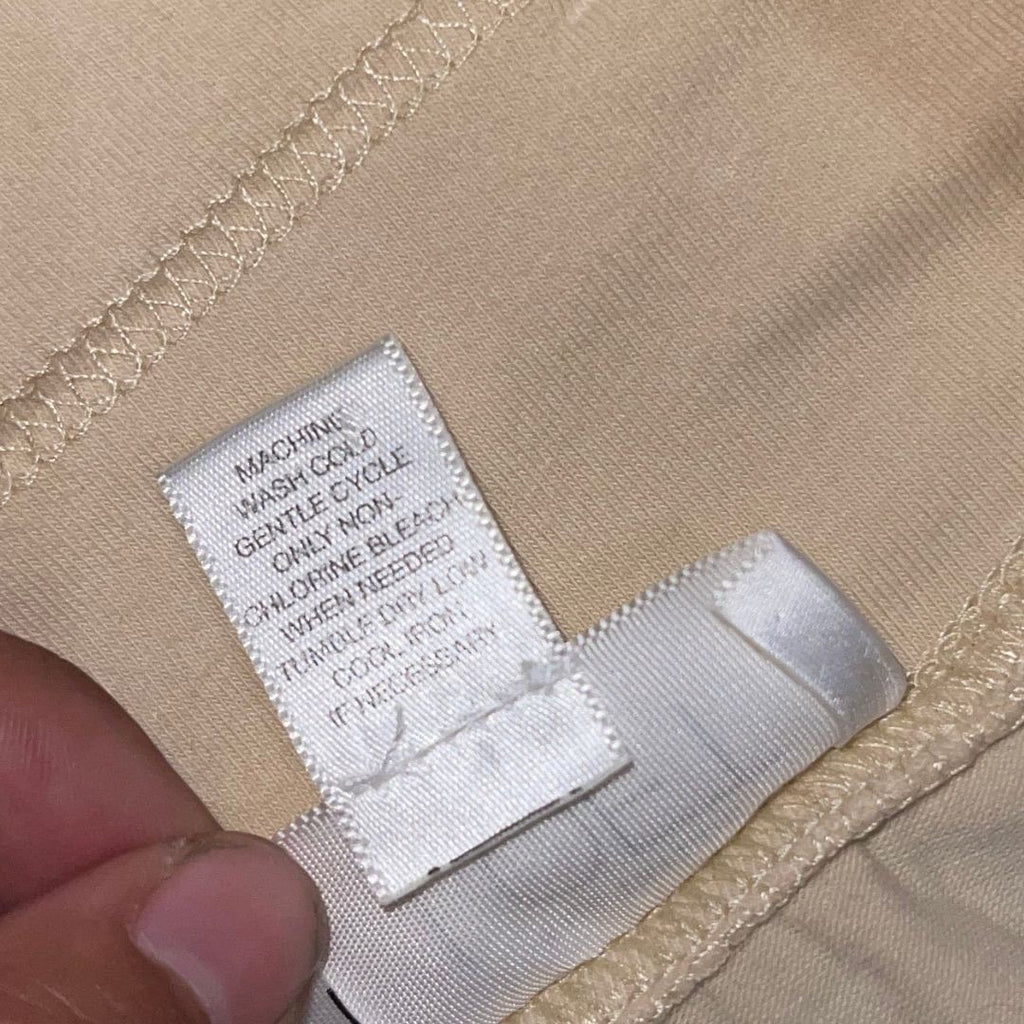 MACHINE
WASH COLD
GENTLE CYCLE
ONLY NON-
CHLORINE BLEACH
WHEN NEEDED
TUMBLE DRY LOW
COOL IRON
IF NECESSARY